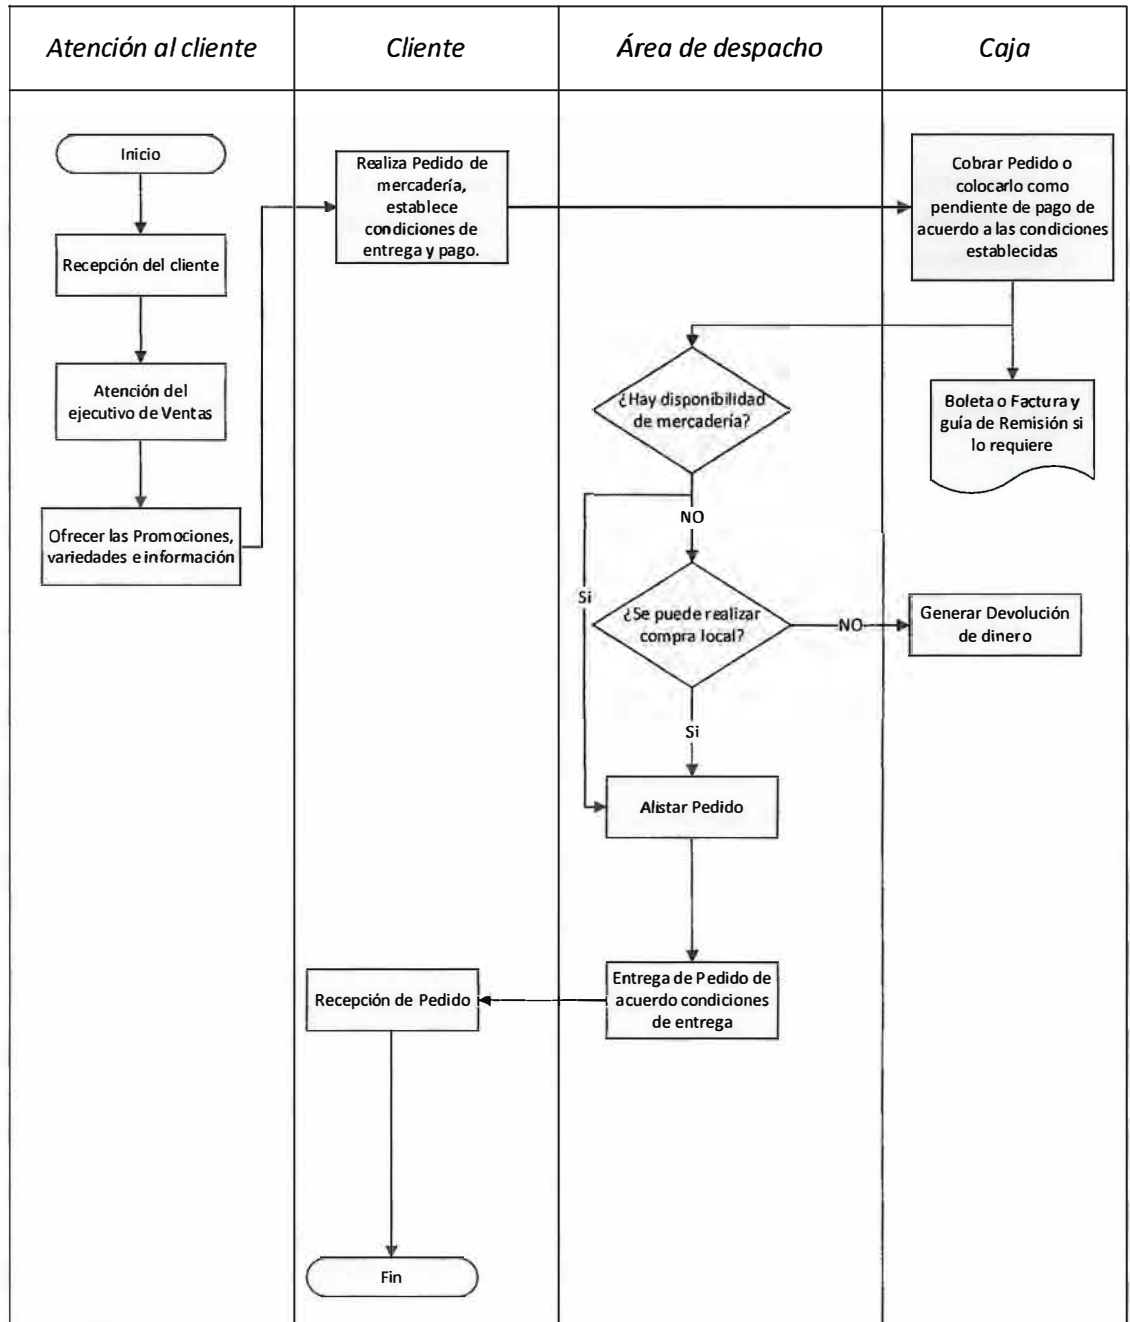 Atención al cliente
Cliente
Área de despacho
Caja
Inicio
Recepción del cliente
Atención del
ejecutivo de Ventas
Ofrecer las Promociones,
variedades e información
Realiza Pedido de
mercadería,
establece
condiciones de
entrega y pago.
Cobrar Pedido o
colocarlo como
pendiente de pago de
acuerdo a las condiciones
establecidas
¿Hay disponibilidad
de mercadería?
Boleta o Factura y
guía de Remisión si
lo requiere
NO
Si
¿Se puede realizar
compra local?
NO
Generar Devolución
de dinero
Si
Alistar Pedido
Entrega de Pedido de
acuerdo condiciones
de entrega
Recepción de Pedido
Fin